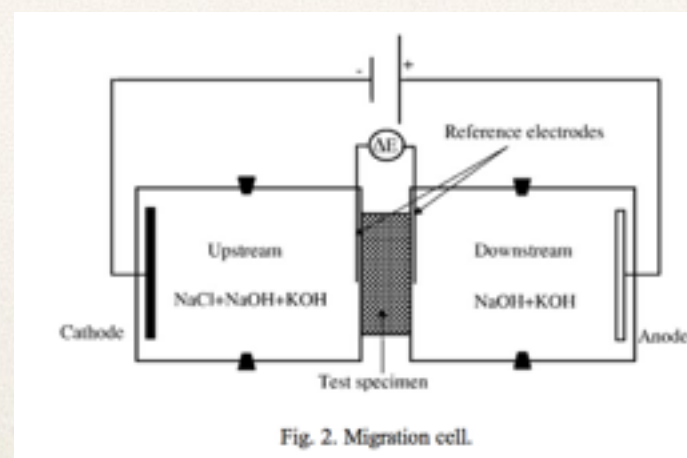 - +
ΔE
Reference electrodes
Upstream
Downstream
NaCl+NaOH+KOH
NaOH+KOH
Cathode
Anode
Test specimen
Fig. 2. Migration cell.